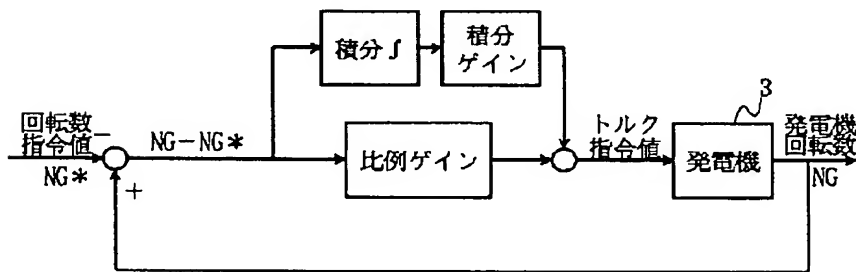 積分∫
積分
ゲイン
3
回転数
指令値
−
NG*
+
NG−NG*
比例ゲイン
トルク
指令値
発電機
発電機
回転数
NG